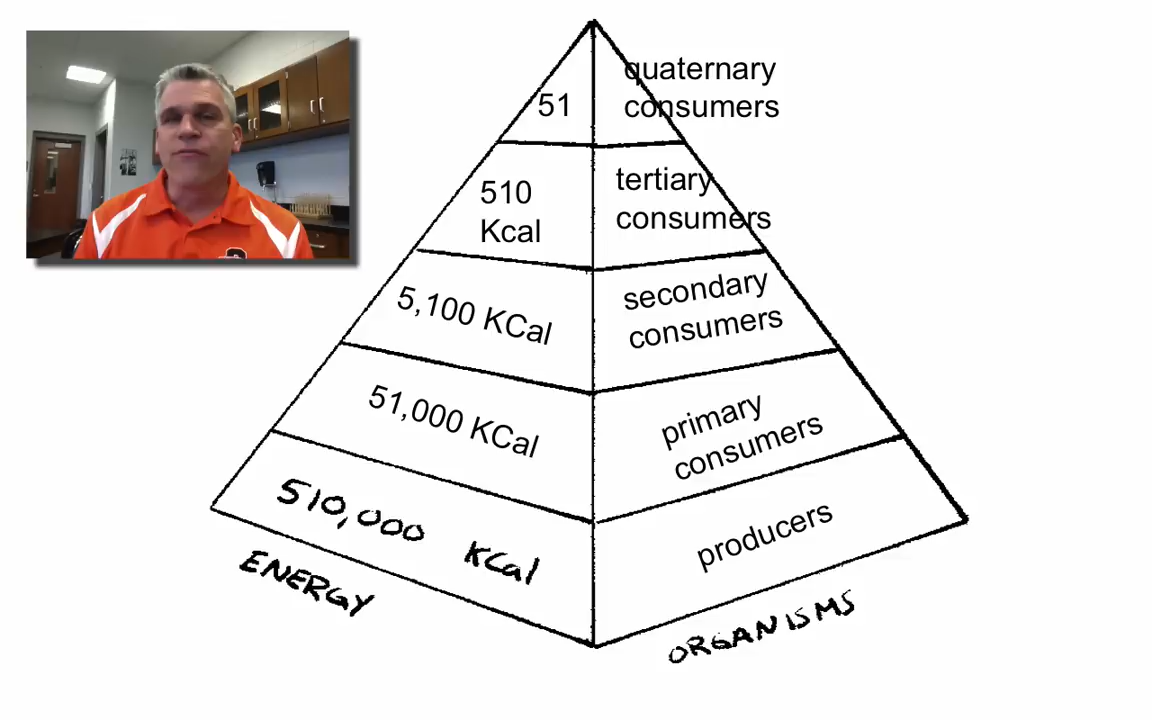 quaternary
consumers
51
tertiary
consumers
510
Kcal
secondary
consumers
5,100 KCal
primary
consumers
51,000 KCal
producers
510,000 KCal
ENERGY
ORGANISMS